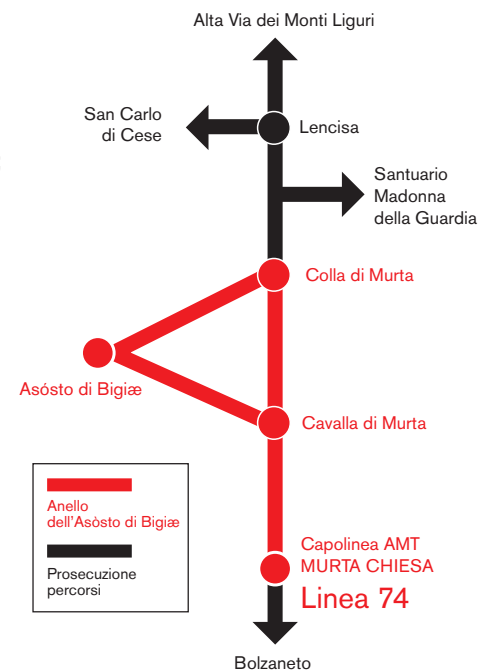 Alta Via dei Monti Liguri
San Carlo
di Cese
Lencisa
Santuario
Madonna
della Guardia
Colla di Murta
Asósto di Bigiæ
Cavalla di Murta
Anello
dell'Asòsto di Bigiæ
Prosecuzione
percorsi
Capolinea AMT
MURTA CHIESA
Linea 74
Bolzaneto